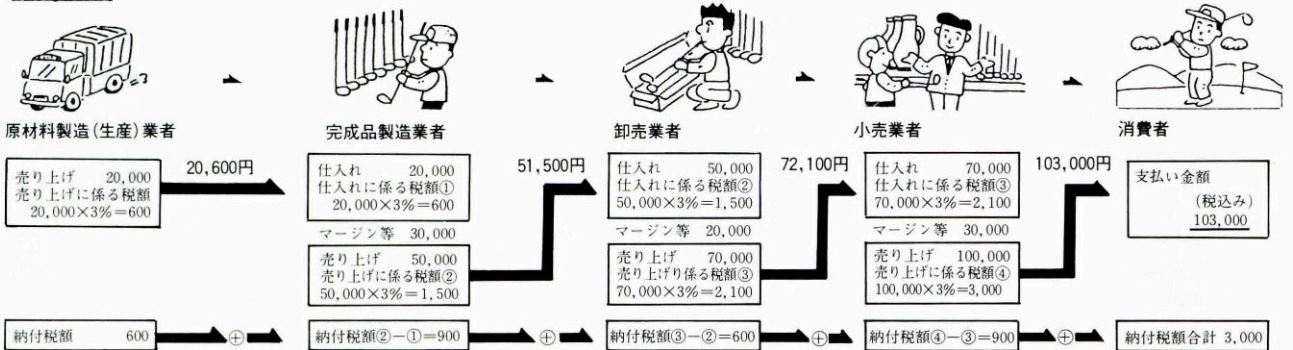 原材料製造(生産)業者
売り上げ 20,000
売り上げに係る税額
20,000×3%=600
20,600円
完成品製造業者
仕入れ 20,000
仕入れに係る税額①
20,000×3%=600
マージン等 30,000
売り上げ 50,000
売り上げに係る税額②
50,000×3%=1,500
51,500円
卸売業者
仕入れ 50,000
仕入れに係る税額②
50,000×3%=1,500
マージン等 20,000
売り上げ 70,000
売り上げり係る税額③
70,000×3%=2,100
72,100円
小売業者
仕入れ 70,000
仕入れに係る税額③
70,000×3%=2,100
マージン等 30,000
売り上げ 100,000
売り上げに係る税額④
100,000×3%=3,000
103,000円
消費者
支払い金額
(税込み)
103,000
納付税額 600
⊕
納付税額②-①=900
⊕
納付税額③-②=600
⊕
納付税額④-③=900
⊕
納付税額合計 3,000